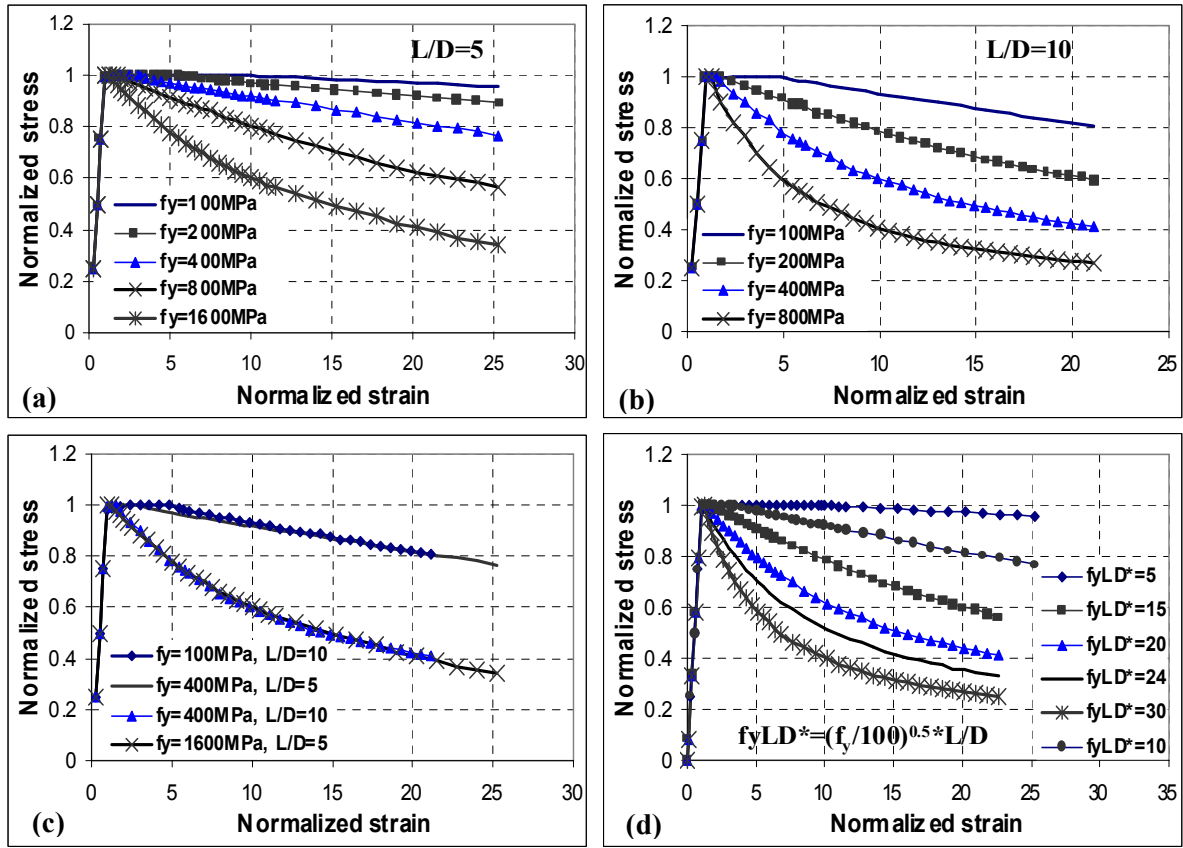 L/D=5
1.2
1
0.8
0.6
0.4
0.2
0
Normalized stress
fy=100MPa
fy=200MPa
fy=400MPa
fy=800MPa
fy=1600MPa
0 5 10 15 20 25 30
Normalized strain
(a)
L/D=10
1.2
1
0.8
0.6
0.4
0.2
0
Normalized stress
fy=100MPa
fy=200MPa
fy=400MPa
fy=800MPa
0 5 10 15 20 25
Normalized strain
(b)
1.2
1
0.8
0.6
0.4
0.2
0
Normalized stress
fy=100MPa, L/D=10
fy=400MPa, L/D=5
fy=400MPa, L/D=10
fy=1600MPa, L/D=5
0 5 10 15 20 25 30
Normalized strain
(c)
1.2
1
0.8
0.6
0.4
0.2
0
Normalized stress
fyLD*=5
fyLD*=15
fyLD*=20
fyLD*=24
fyLD*=30
fyLD*=10
fyLD*=(f_y/100)^0.5*L/D
0 5 10 15 20 25 30 35
Normalized strain
(d)